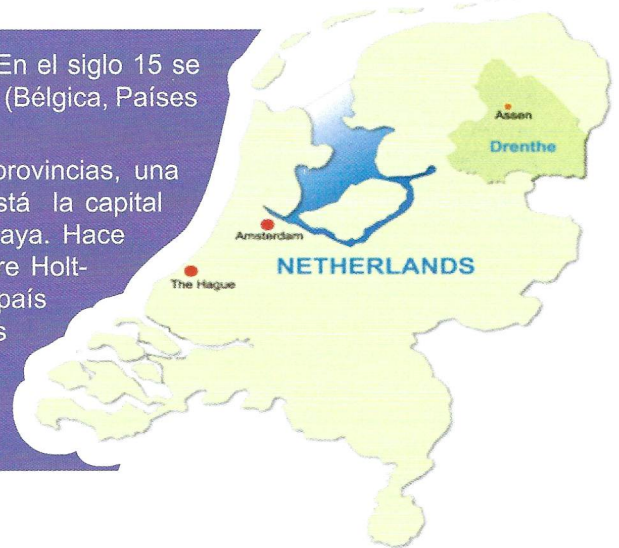 En el siglo 15 se
(Bélgica, Países
provincias, una
stá la capital
aya. Hace
re Holt-
país
s
Assen
Drenthe
Amsterdam
NETHERLANDS
The Hague